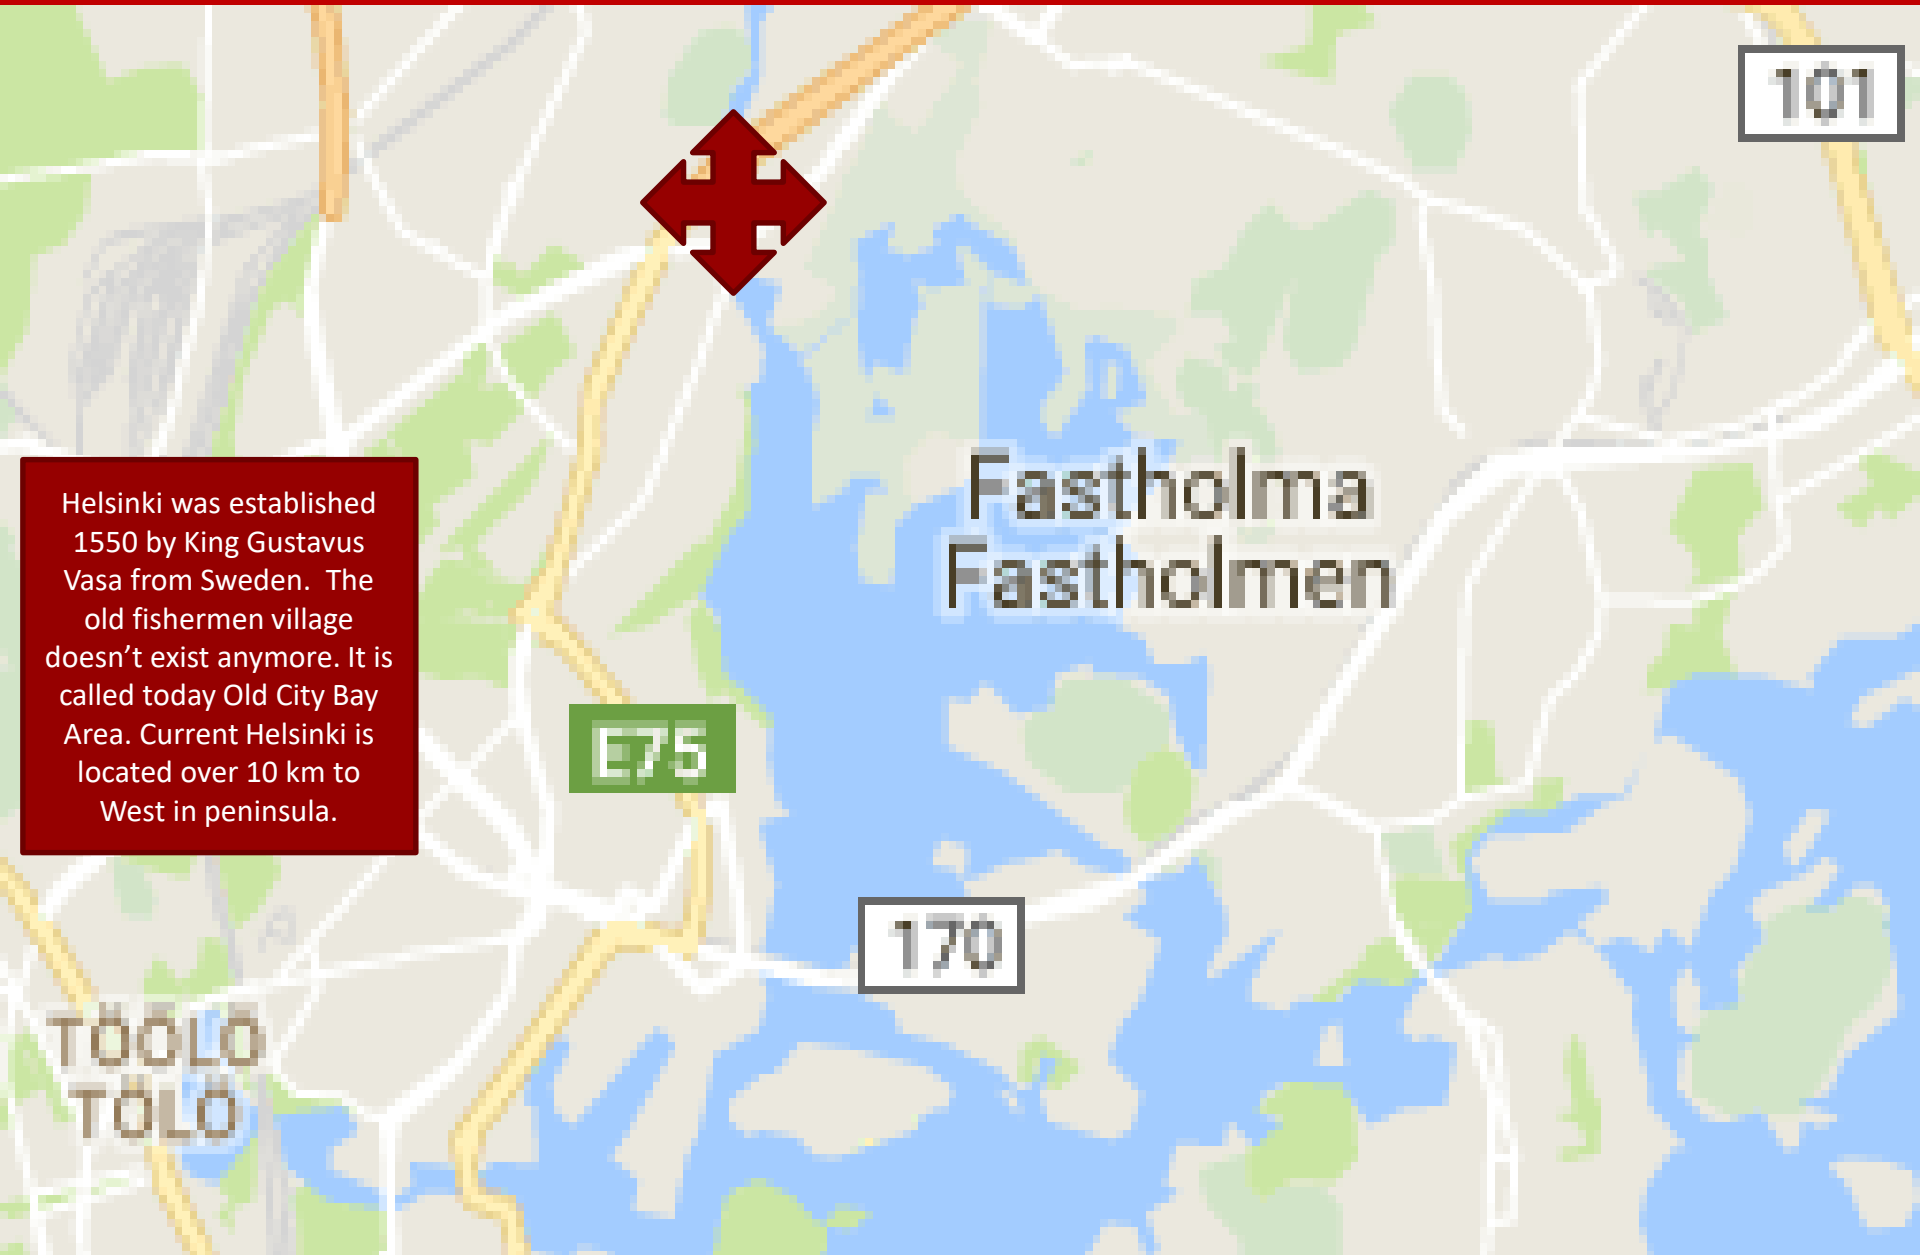 101
Fastholma
Fastholmen
Helsinki was established
1550 by King Gustavus
Vasa from Sweden.  The
old fishermen village
doesn’t exist anymore. It is
called today Old City Bay
Area. Current Helsinki is
located over 10 km to
West in peninsula.
E75
170
TÖÖLÖ
TÖLÖ